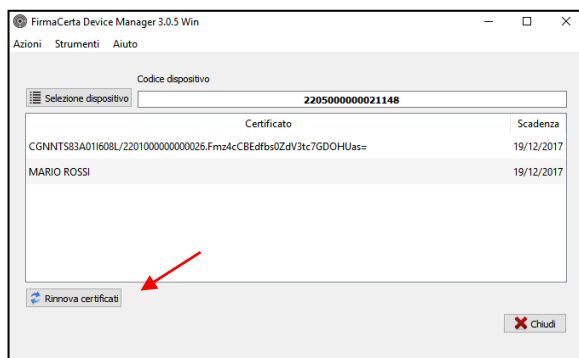 FirmaCerta Device Manager 3.0.5 Win
Azioni Strumenti Aiuto
Codice dispositivo
Selezione dispositivo 2205000000021148
Certificato Scadenza
CGNNTS83A01I608L/2201000000000026.Fmz4cCBEdfbs0ZdV3tc7GDOHUas= 19/12/2017
MARIO ROSSI 19/12/2017
Rinnova certificati
Chiudi